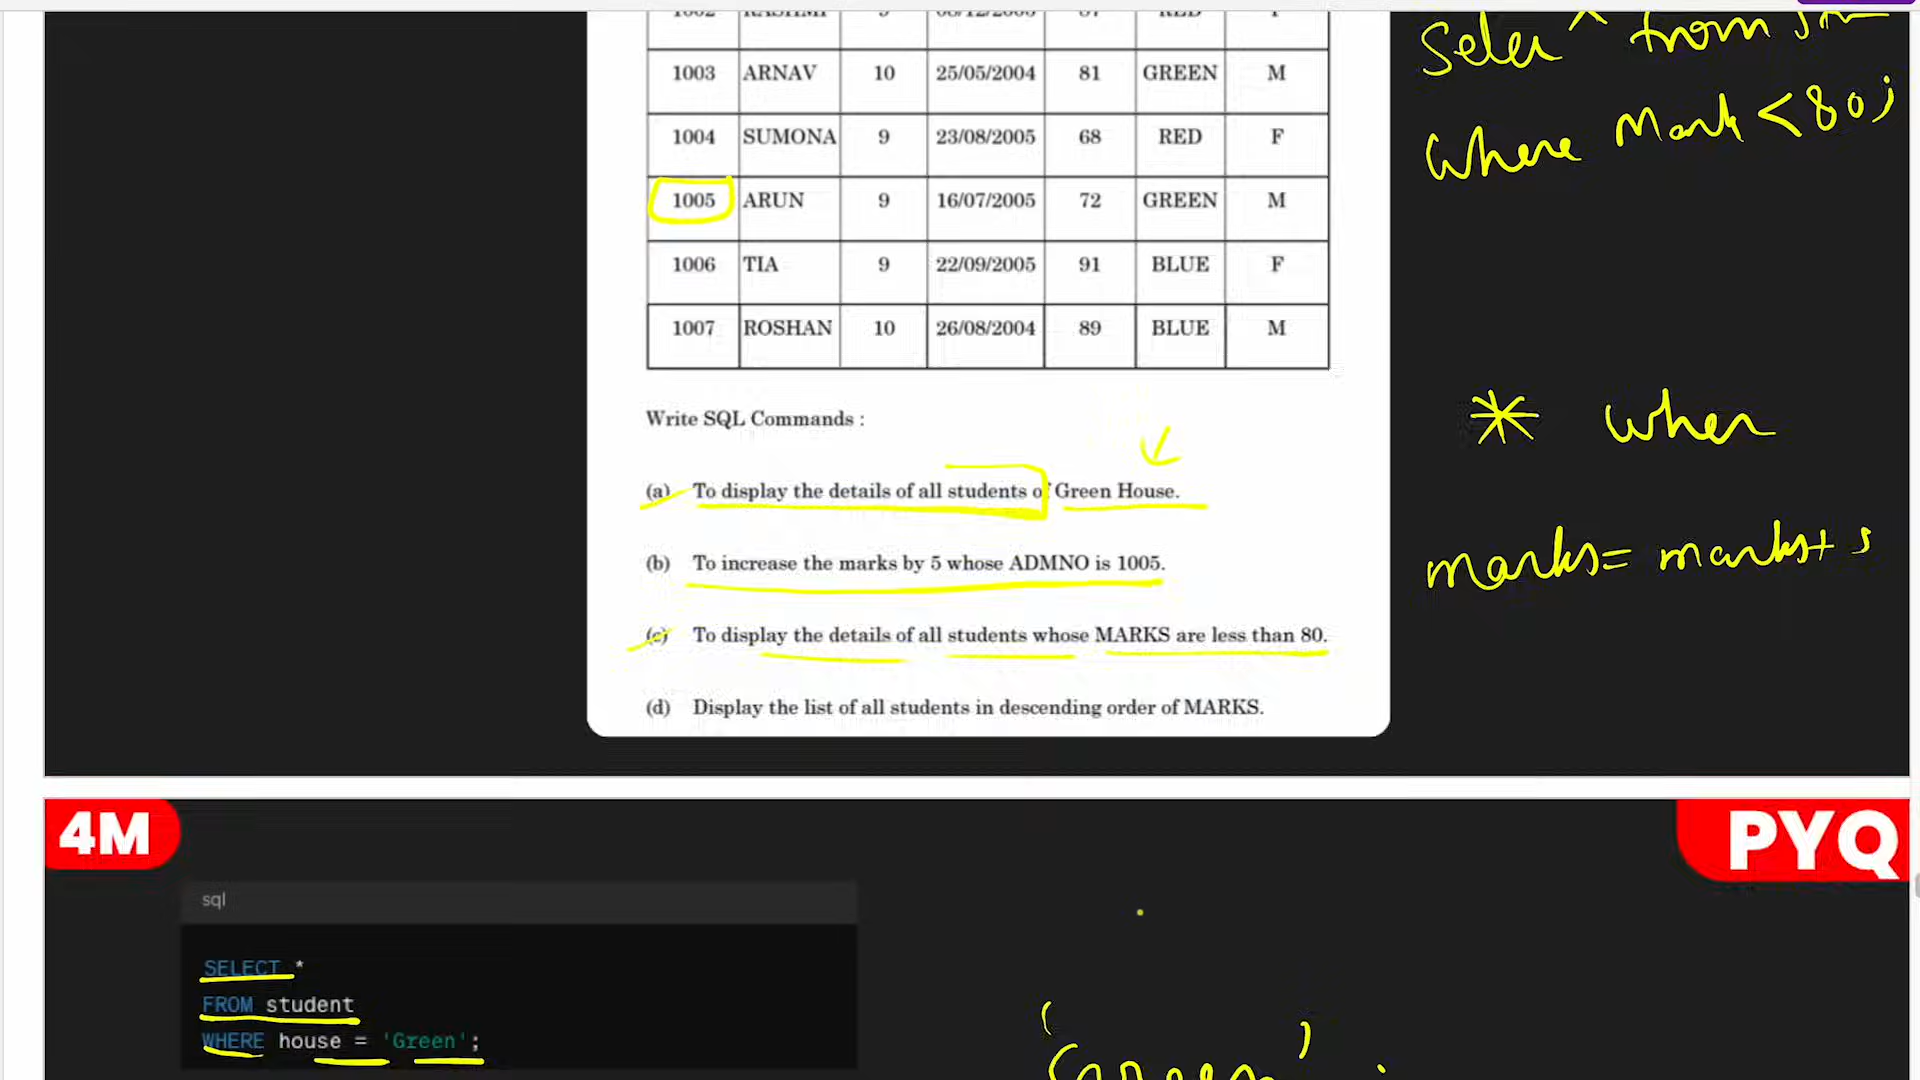 1003 ARNAV 10 25/05/2004 81 GREEN M
1004 SUMONA 9 23/08/2005 68 RED F
1005 ARUN 9 16/07/2005 72 GREEN M
1006 TIA 9 22/09/2005 91 BLUE F
1007 ROSHAN 10 26/08/2004 89 BLUE M
Write SQL Commands :
(a) To display the details of all students of Green House.
(b) To increase the marks by 5 whose ADMNO is 1005.
(c) To display the details of all students whose MARKS are less than 80.
(d) Display the list of all students in descending order of MARKS.
from
where Mark < 80;
* when
marks = marks + 5
4M
PYQ
sql
SELECT *
FROM student
WHERE house = 'Green';
'Green'